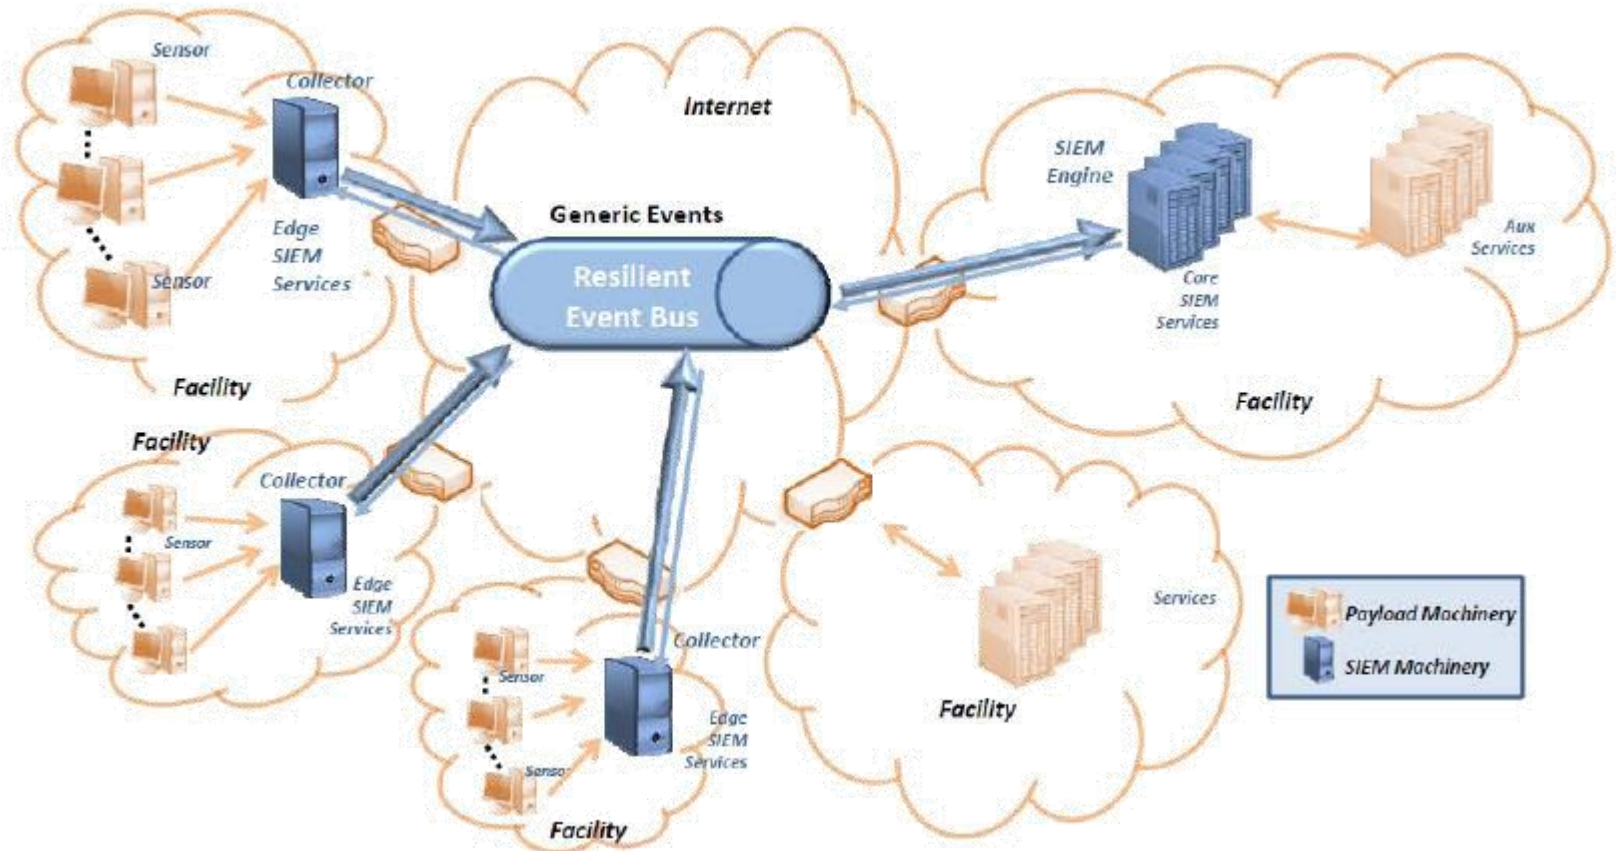 Sensor
Collector
Sensor
Edge
SIEM
Services
Facility
Internet
Generic Events
Resilient
Event Bus
SIEM
Engine
Core
SIEM
Services
Aux
Services
Facility
Facility
Collector
Sensor
Edge
SIEM
Services
Collector
Sensor
Sensor
Edge
SIEM
Services
Facility
Services
Facility
Payload Machinery
SIEM Machinery